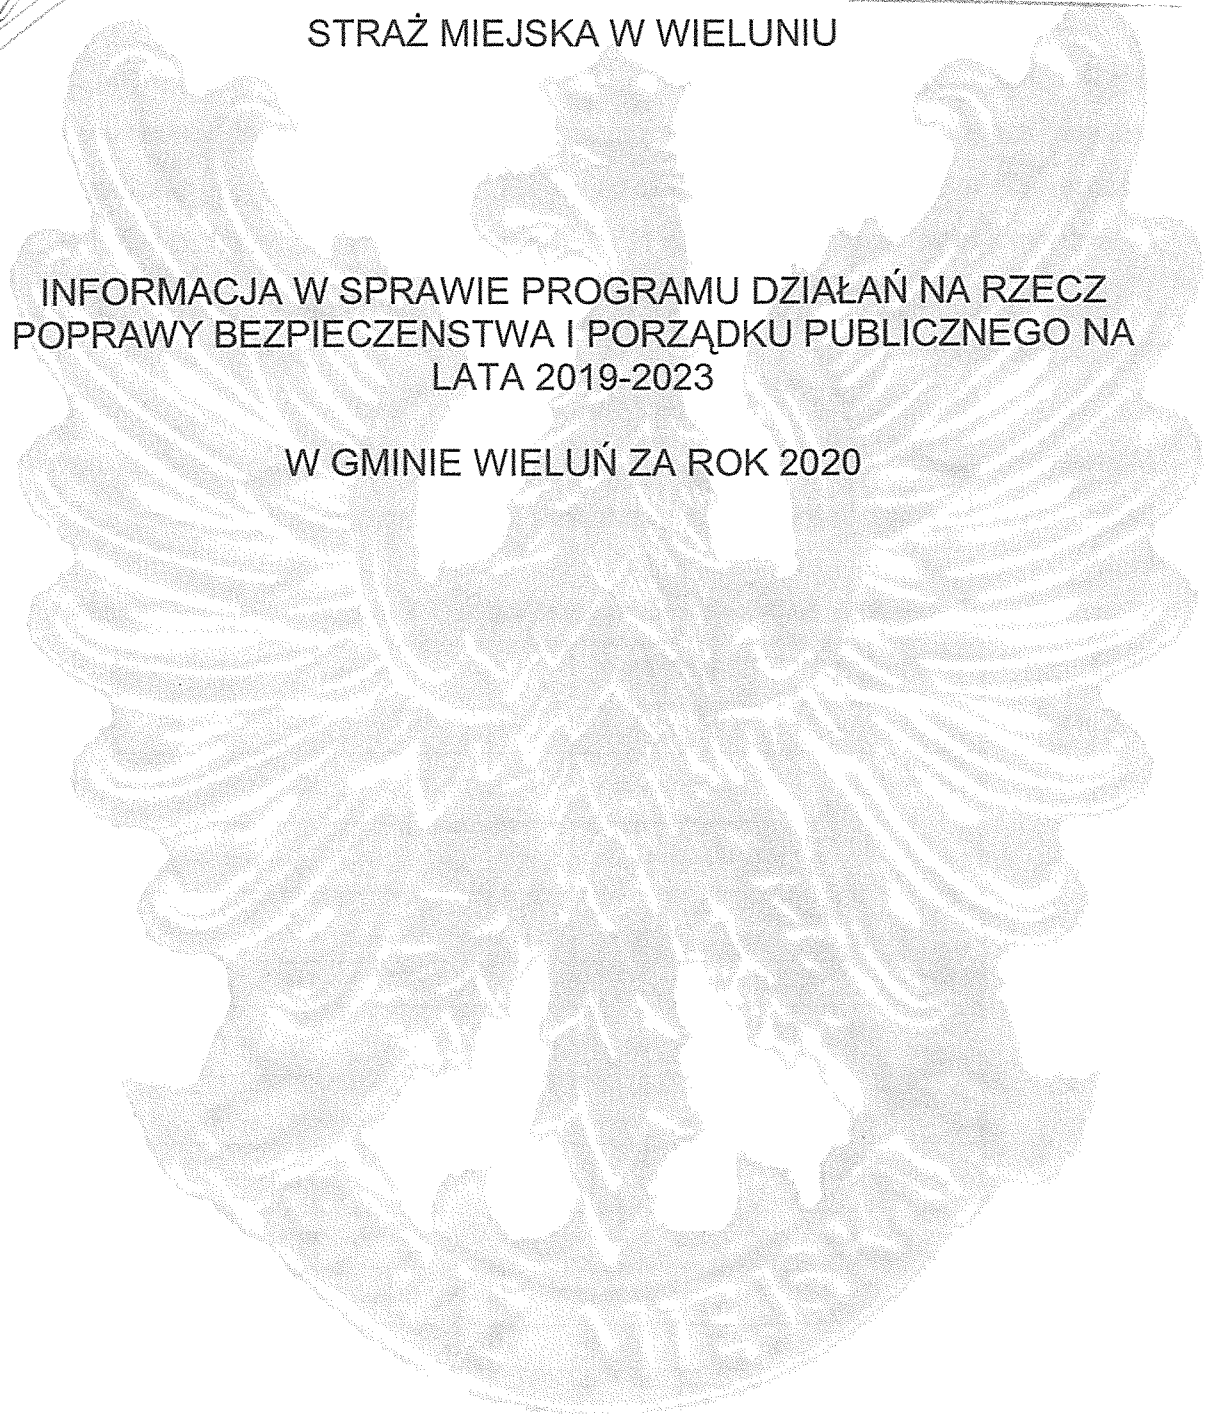 STRAŻ MIEJSKA W WIELUNIU
INFORMACJA W SPRAWIE PROGRAMU DZIAŁAŃ NA RZECZ
POPRAWY BEZPIECZENSTWA I PORZĄDKU PUBLICZNEGO NA
LATA 2019-2023
W GMINIE WIELUŃ ZA ROK 2020